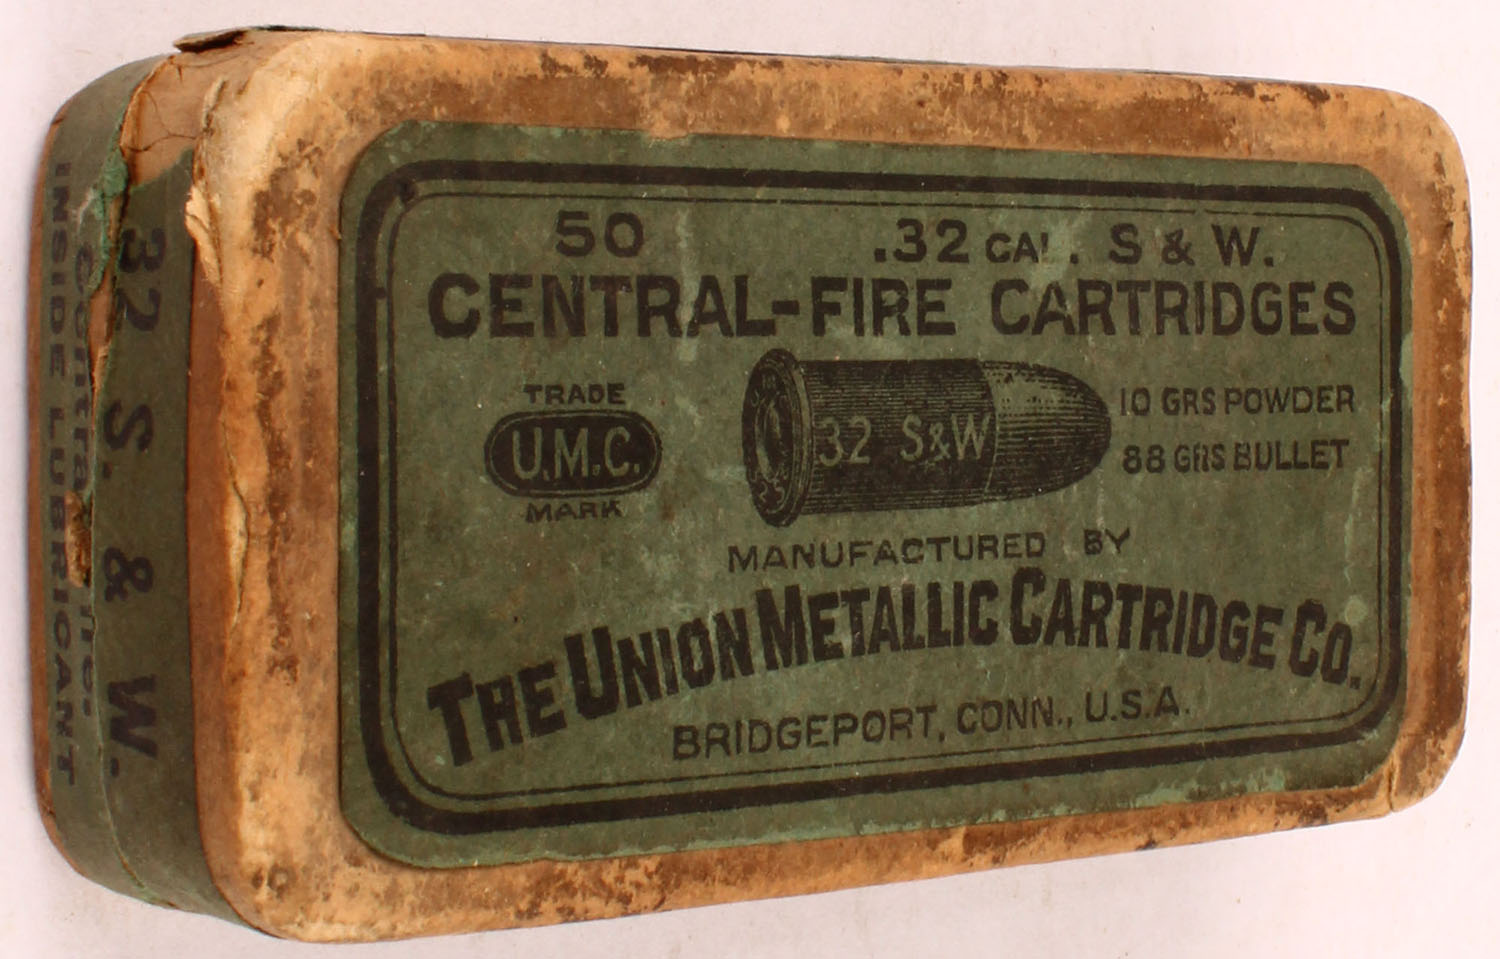 50 .32 CAL. S & W.
CENTRAL-FIRE CARTRIDGES
TRADE
U.M.C.
MARK
32 S&W
10 GRS POWDER
88 GRS BULLET
MANUFACTURED BY
THE UNION METALLIC CARTRIDGE CO.
BRIDGEPORT, CONN., U.S.A.
32 S. & W.
Central
INSIDE LUBRICANT